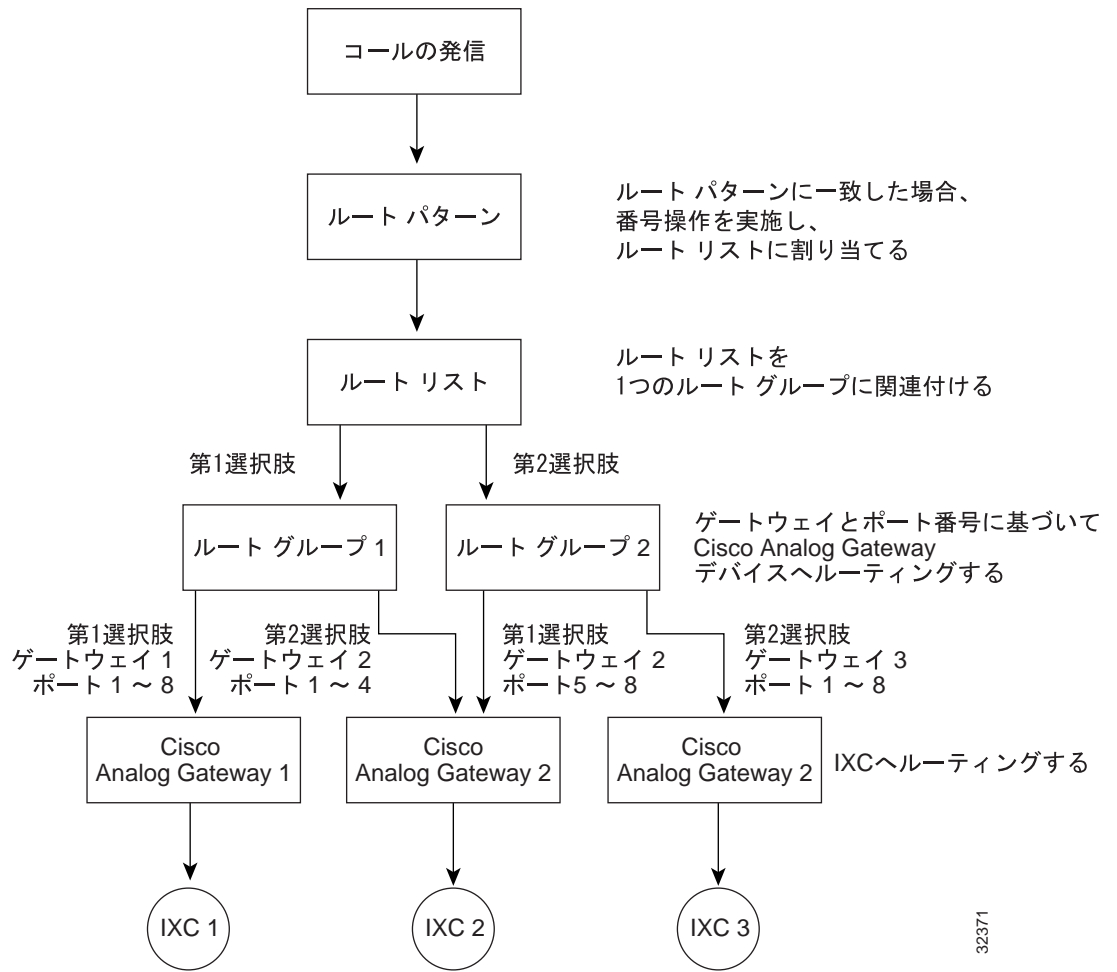 コールの発信
ルート パターン
ルート パターンに一致した場合、
番号操作を実施し、
ルート リストに割り当てる
ルート リスト
ルート リストを
1つのルート グループに関連付ける
第1選択肢
第2選択肢
ルート グループ 1
ルート グループ 2
ゲートウェイとポート番号に基づいて
Cisco Analog Gateway
デバイスへルーティングする
第1選択肢
ゲートウェイ 1
ポート 1 ~ 8
第2選択肢
ゲートウェイ 2
ポート 1 ~ 4
第1選択肢
ゲートウェイ 2
ポート5 ~ 8
第2選択肢
ゲートウェイ 3
ポート 1 ~ 8
Cisco
Analog Gateway 1
Cisco
Analog Gateway 2
Cisco
Analog Gateway 2
IXCへルーティングする
IXC 1
IXC 2
IXC 3
32371